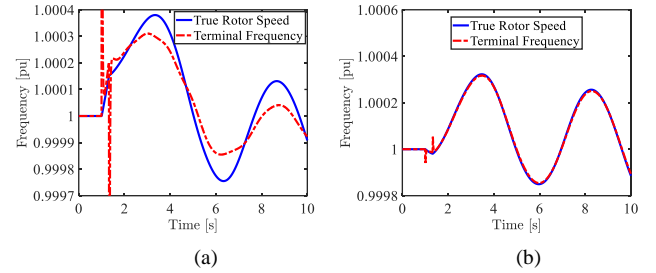 1.0004
1.0003
1.0002
1.0001
1
0.9999
0.9998
0.9997
Frequency [pu]
True Rotor Speed
Terminal Frequency
0 2 4 6 8 10
Time [s]
(a)
1.0006
1.0004
1.0002
1
0.9998
Frequency [pu]
True Rotor Speed
Terminal Frequency
0 2 4 6 8 10
Time [s]
(b)